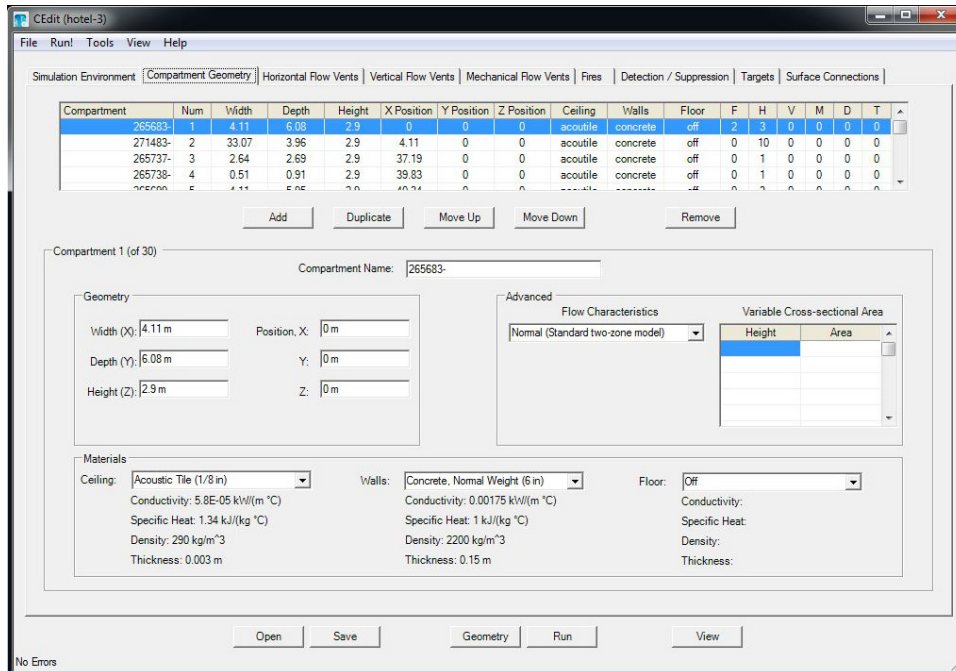 CEdit (hotel-3)
File Run! Tools View Help
Simulation Environment Compartment Geometry Horizontal Flow Vents Vertical Flow Vents Mechanical Flow Vents Fires Detection / Suppression Targets Surface Connections
Compartment Num Width Depth Height X Position Y Position Z Position Ceiling Walls Floor F H V M D T
265683- 1 4.11 6.08 2.9 0 0 0 acoutile concrete off 2 3 0 0 0 0
271483- 2 33.07 3.96 2.9 4.11 0 0 acoutile concrete off 0 10 0 0 0 0
265737- 3 2.64 2.69 2.9 37.19 0 0 acoutile concrete off 0 1 0 0 0 0
265738- 4 0.51 0.91 2.9 39.83 0 0 acoutile concrete off 0 1 0 0 0 0
Add Duplicate Move Up Move Down Remove
Compartment 1 (of 30)
Compartment Name: 265683-
Geometry
Width (X): 4.11 m Position, X: 0 m
Depth (Y): 6.08 m Y: 0 m
Height (Z): 2.9 m Z: 0 m
Advanced
Flow Characteristics Variable Cross-sectional Area
Normal (Standard two-zone model) Height Area
Materials
Ceiling: Acoustic Tile (1/8 in) Walls: Concrete, Normal Weight (6 in) Floor: Off
Conductivity: 5.8E-05 kW/(m °C) Conductivity: 0.00175 kW/(m °C) Conductivity:
Specific Heat: 1.34 kJ/(kg °C) Specific Heat: 1 kJ/(kg °C) Specific Heat:
Density: 290 kg/m^3 Density: 2200 kg/m^3 Density:
Thickness: 0.003 m Thickness: 0.15 m Thickness:
Open Save Geometry Run View
No Errors